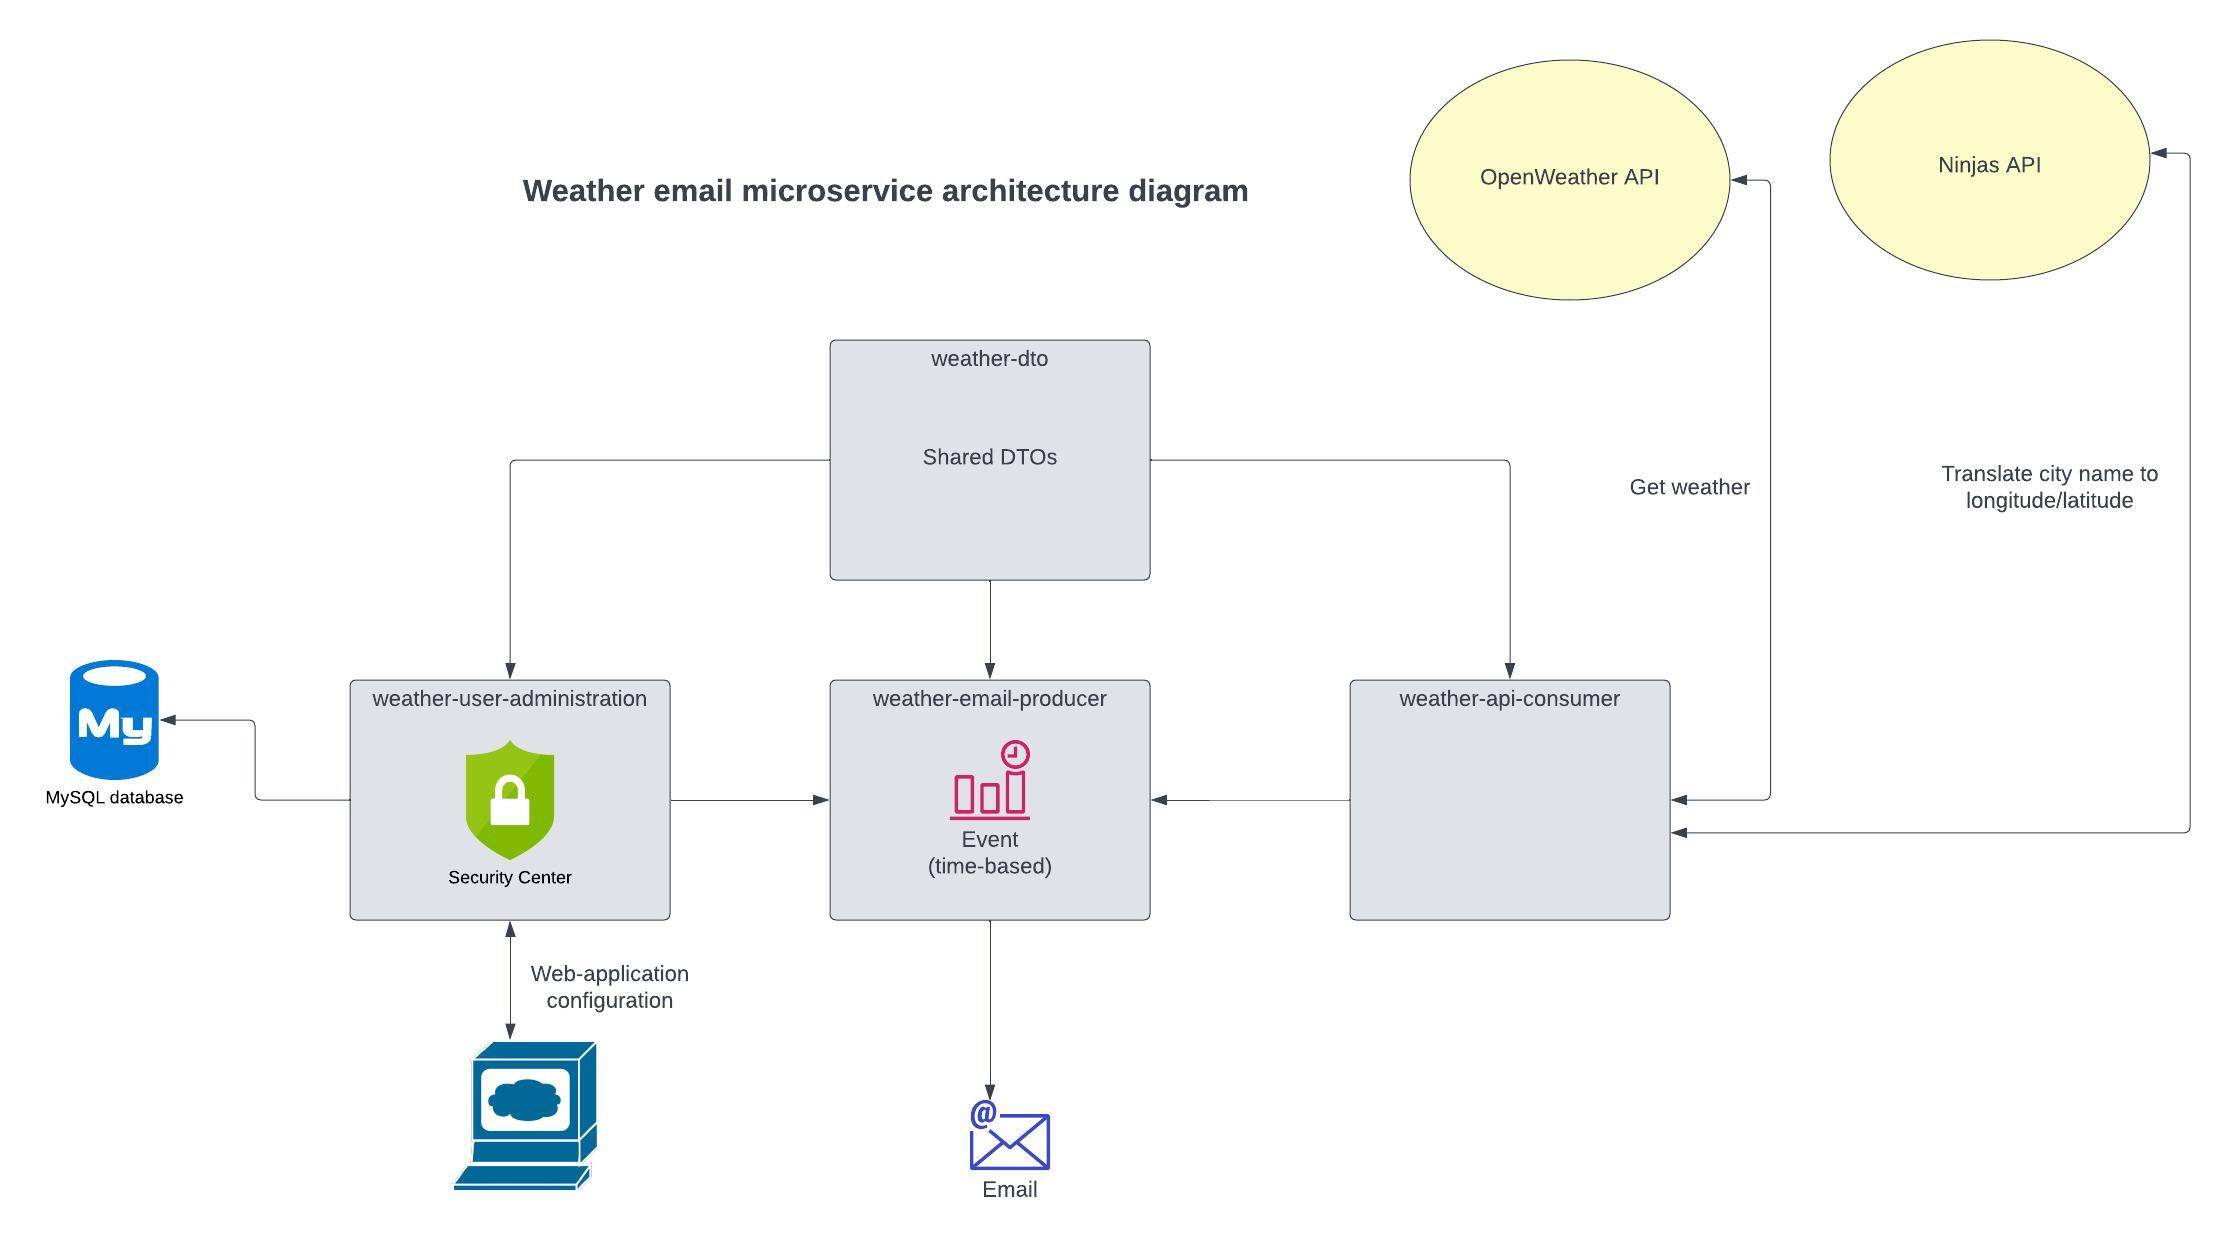 OpenWeather API
Ninjas API
Weather email microservice architecture diagram
weather-dto
Shared DTOs
Get weather
Translate city name to
longitude/latitude
My
MySQL database
weather-user-administration
Security Center
weather-email-producer
Event
(time-based)
weather-api-consumer
Web-application
configuration
@
Email